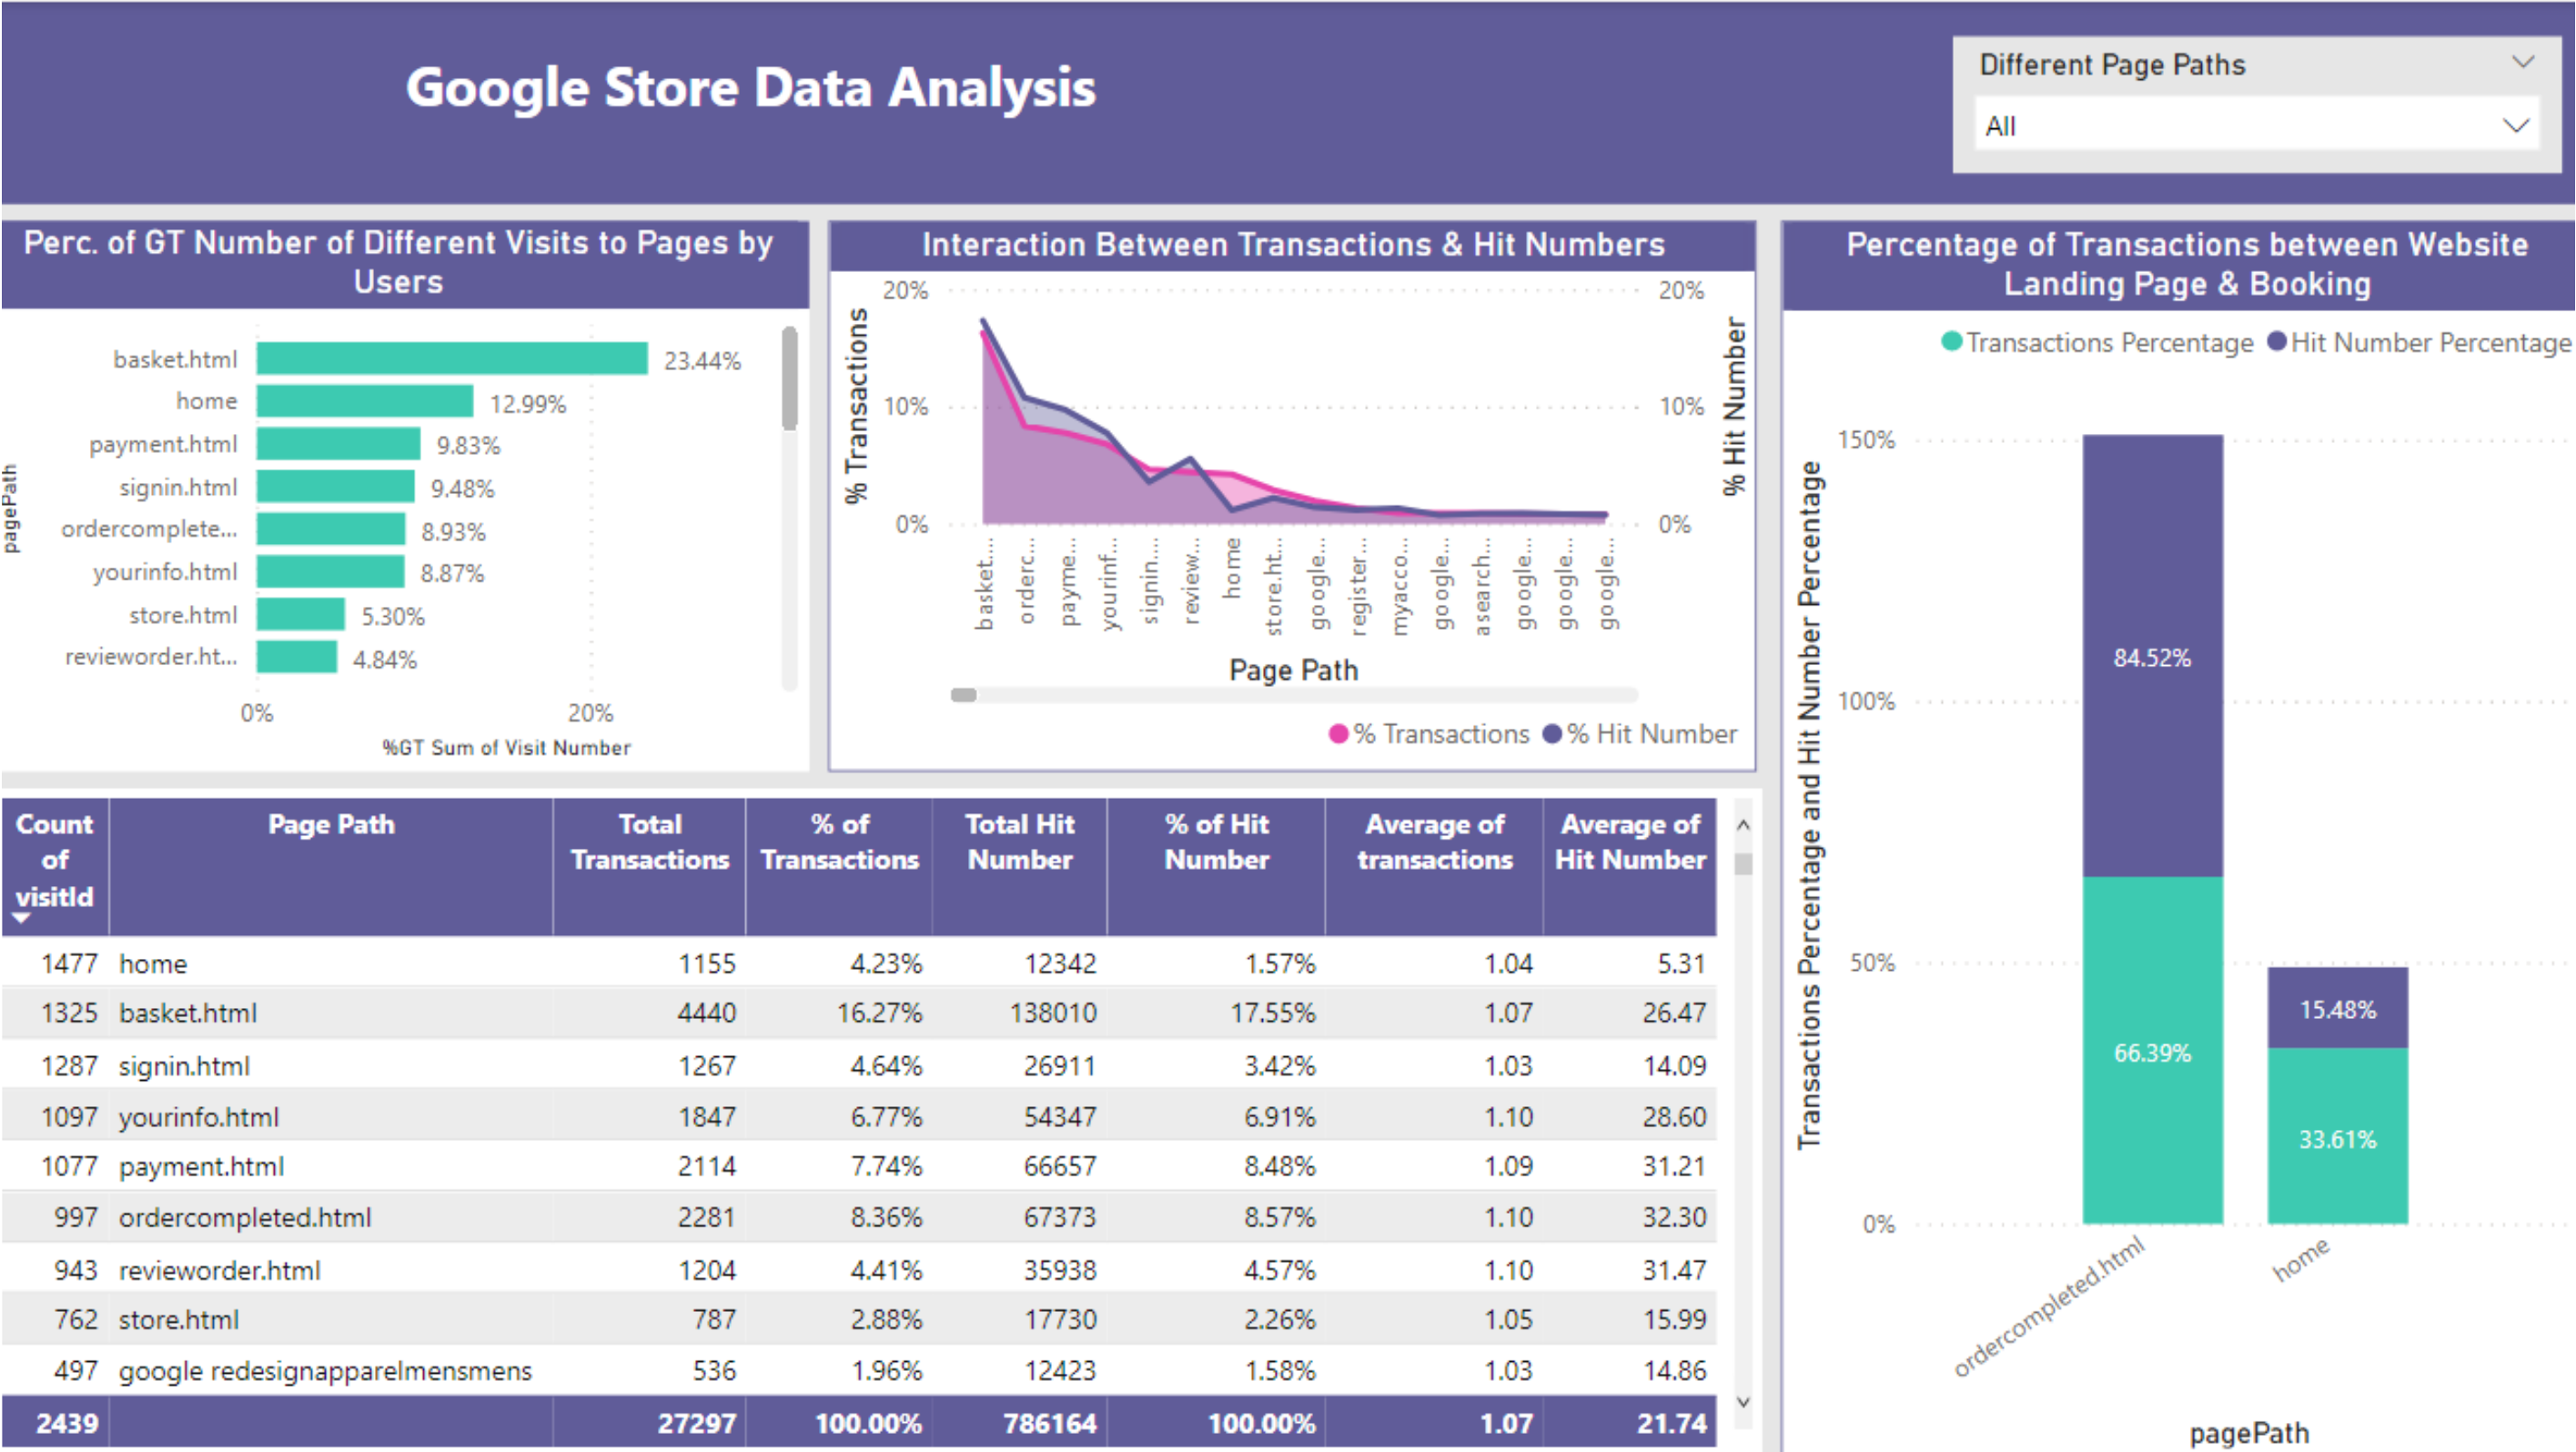 Google Store Data Analysis
Different Page Paths
All
Perc. of GT Number of Different Visits to Pages by
Users
pagePath
basket.html 23.44%
home 12.99%
payment.html 9.83%
signin.html 9.48%
ordercomplete... 8.93%
yourinfo.html 8.87%
store.html 5.30%
revieworder.ht... 4.84%
0% 20%
%GT Sum of Visit Number
Interaction Between Transactions & Hit Numbers
% Transactions
20% 20%
10% 10%
0% 0%
% Hit Number
basket....
orderc...
payme...
yourinf...
signin....
review...
home
store.ht...
google...
register...
myacco...
google...
asearch...
google...
google...
google...
Page Path
% Transactions % Hit Number
Percentage of Transactions between Website
Landing Page & Booking
Transactions Percentage Hit Number Percentage
Transactions Percentage and Hit Number Percentage
150%
100%
50%
0%
84.52%
66.39%
15.48%
33.61%
ordercompleted.html
home
pagePath
Count of visitId Page Path Total Transactions % of Transactions Total Hit Number % of Hit Number Average of transactions Average of Hit Number
1477 home 1155 4.23% 12342 1.57% 1.04 5.31
1325 basket.html 4440 16.27% 138010 17.55% 1.07 26.47
1287 signin.html 1267 4.64% 26911 3.42% 1.03 14.09
1097 yourinfo.html 1847 6.77% 54347 6.91% 1.10 28.60
1077 payment.html 2114 7.74% 66657 8.48% 1.09 31.21
997 ordercompleted.html 2281 8.36% 67373 8.57% 1.10 32.30
943 revieworder.html 1204 4.41% 35938 4.57% 1.10 31.47
762 store.html 787 2.88% 17730 2.26% 1.05 15.99
497 google redesignapparelmensmens 536 1.96% 12423 1.58% 1.03 14.86
2439 27297 100.00% 786164 100.00% 1.07 21.74